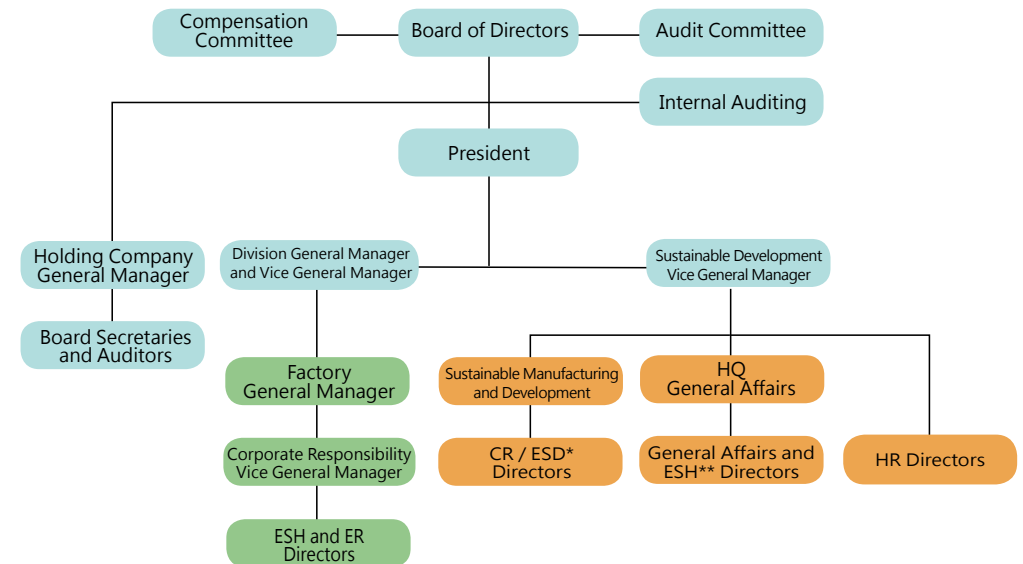 Compensation
Committee
Board of Directors
Audit Committee
Internal Auditing
President
Holding Company
General Manager
Division General Manager
and Vice General Manager
Sustainable Development
Vice General Manager
Board Secretaries
and Auditors
Factory
General Manager
Sustainable Manufacturing
and Development
HQ
General Affairs
Corporate Responsibility
Vice General Manager
CR / ESD*
Directors
General Affairs and
ESH** Directors
HR Directors
ESH and ER
Directors